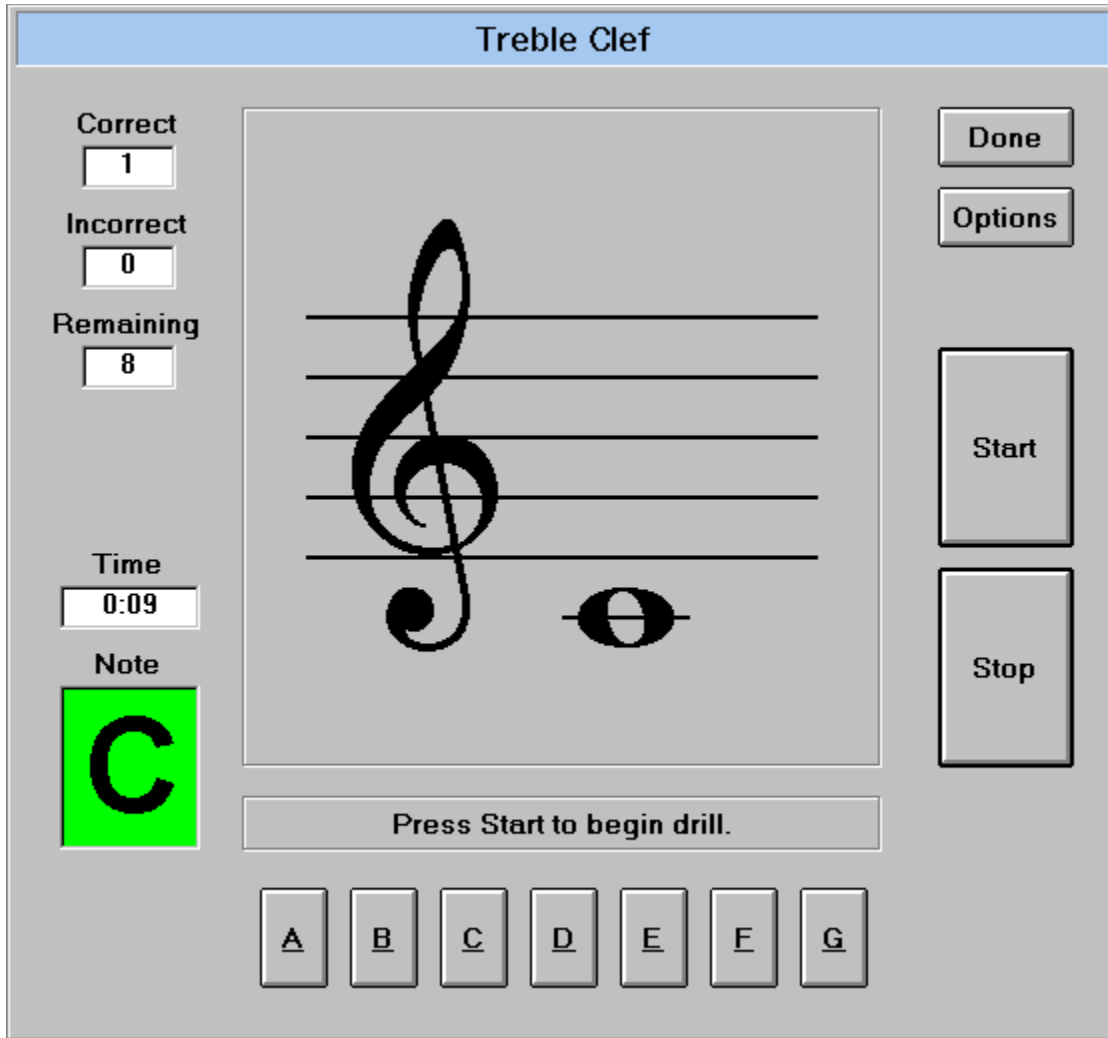 Treble Clef
Correct
1
Incorrect
0
Remaining
8
Time
0:09
Note
C
Done
Options
Start
Stop
Press Start to begin drill.
A B C D E F G